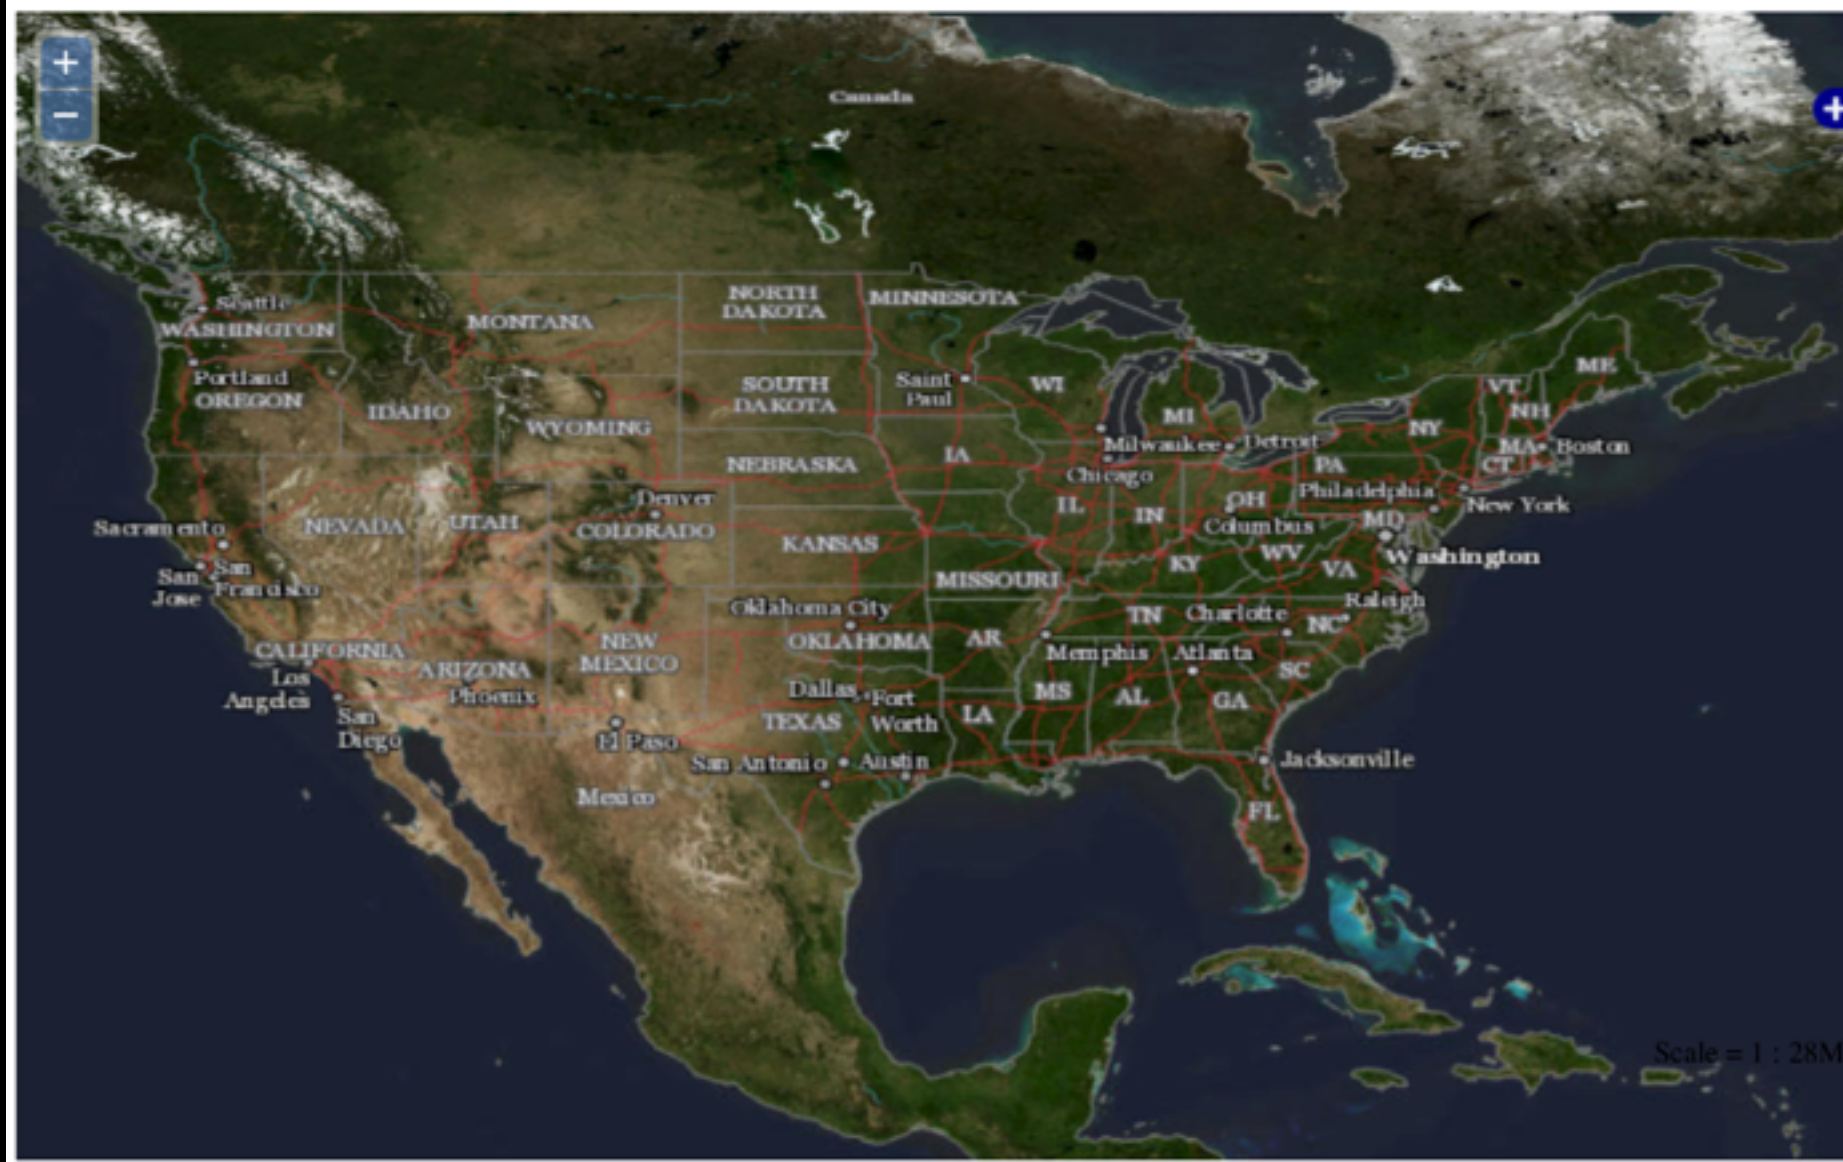 +
−
Canada
+
Seattle
WASHINGTON
MONTANA
NORTH
DAKOTA
MINNESOTA
Portland
OREGON
IDAHO
WYOMING
SOUTH
DAKOTA
Saint
Paul
WI
MI
NY
VT
NH
ME
MA
Boston
CT
NEBRASKA
IA
Milwaukee
Detroit
Chicago
PA
Philadelphia
New York
Sacramento
NEVADA
UTAH
Denver
COLORADO
KANSAS
IL
IN
OH
Columbus
MD
Washington
San
Jose
San
Francisco
MISSOURI
KY
WV
VA
Raleigh
Oklahoma City
OKLAHOMA
AR
TN
Charlotte
NC
CALIFORNIA
Los
Angeles
ARIZONA
Phoenix
NEW
MEXICO
Memphis
Atlanta
SC
San
Diego
El Paso
Dallas
Fort
Worth
TEXAS
LA
MS
AL
GA
San Antonio
Austin
Jacksonville
Mexico
FL
Scale = 1 : 28M